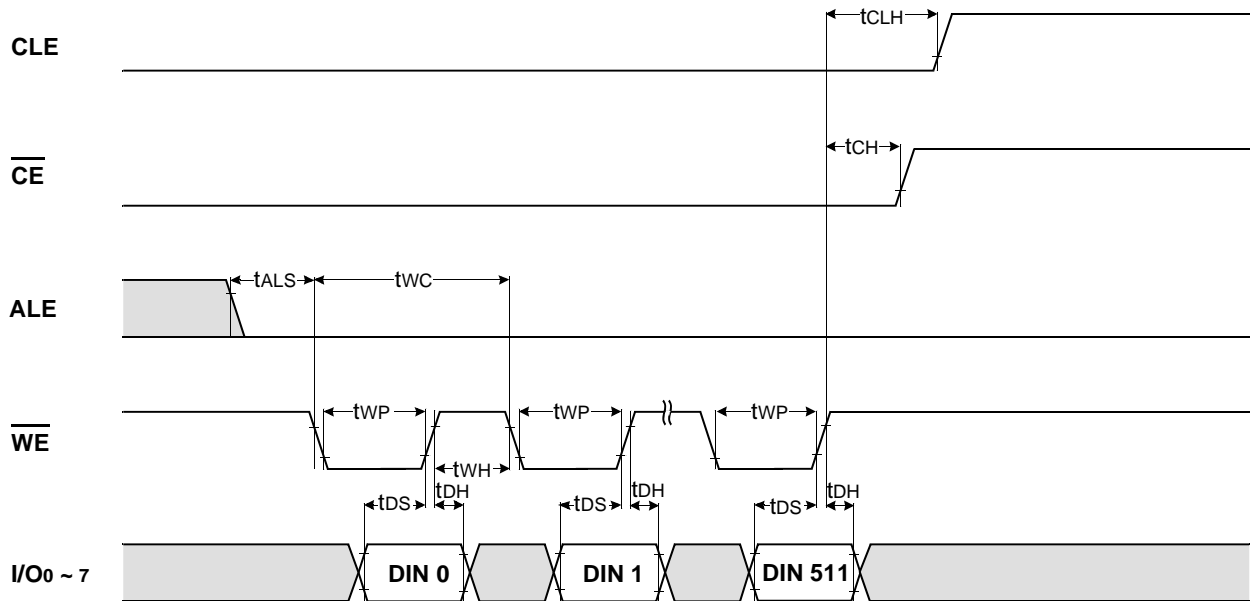 tCLH
CLE
tCH
CE
tALS
tWC
ALE
tWP
tWP
tWP
WE
tWH
tDS
tDH
tDS
tDH
tDS
tDH
I/O0 ~ 7
DIN 0
DIN 1
DIN 511